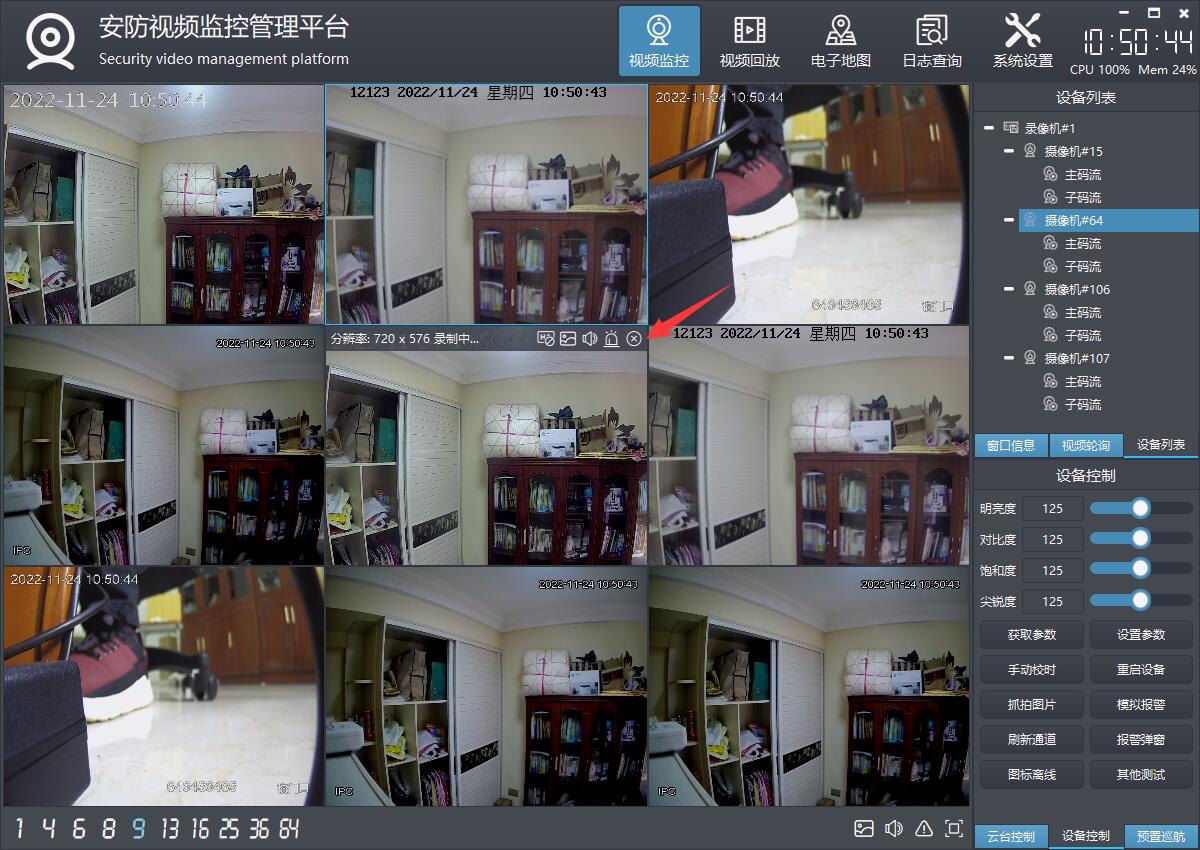 安防视频监控管理平台
Security video management platform
视频监控
视频回放
电子地图
日志查询
系统设置
10:50:44
CPU 100% Mem 24%
2022-11-24 10:50:44
12123 2022/11/24 星期四 10:50:43
2022-11-24 10:50:44
窗门
2022-11-24 10:50:43
IPC
分辨率: 720 x 576 录制中...
12123 2022/11/24 星期四 10:50:43
2022-11-24 10:50:44
窗门
2022-11-24 10:50:43
IPC
2022-11-24 10:50:43
IPC
1 4 6 8 9 13 16 25 36 64
设备列表
录像机#1
摄像机#15
主码流
子码流
摄像机#64
主码流
子码流
摄像机#106
主码流
子码流
摄像机#107
主码流
子码流
窗口信息 视频轮询 设备列表
设备控制
明亮度 125
对比度 125
饱和度 125
尖锐度 125
获取参数 设置参数
手动校时 重启设备
抓拍图片 模拟报警
刷新通道 报警弹窗
图标离线 其他测试
云台控制 设备控制 预置巡航